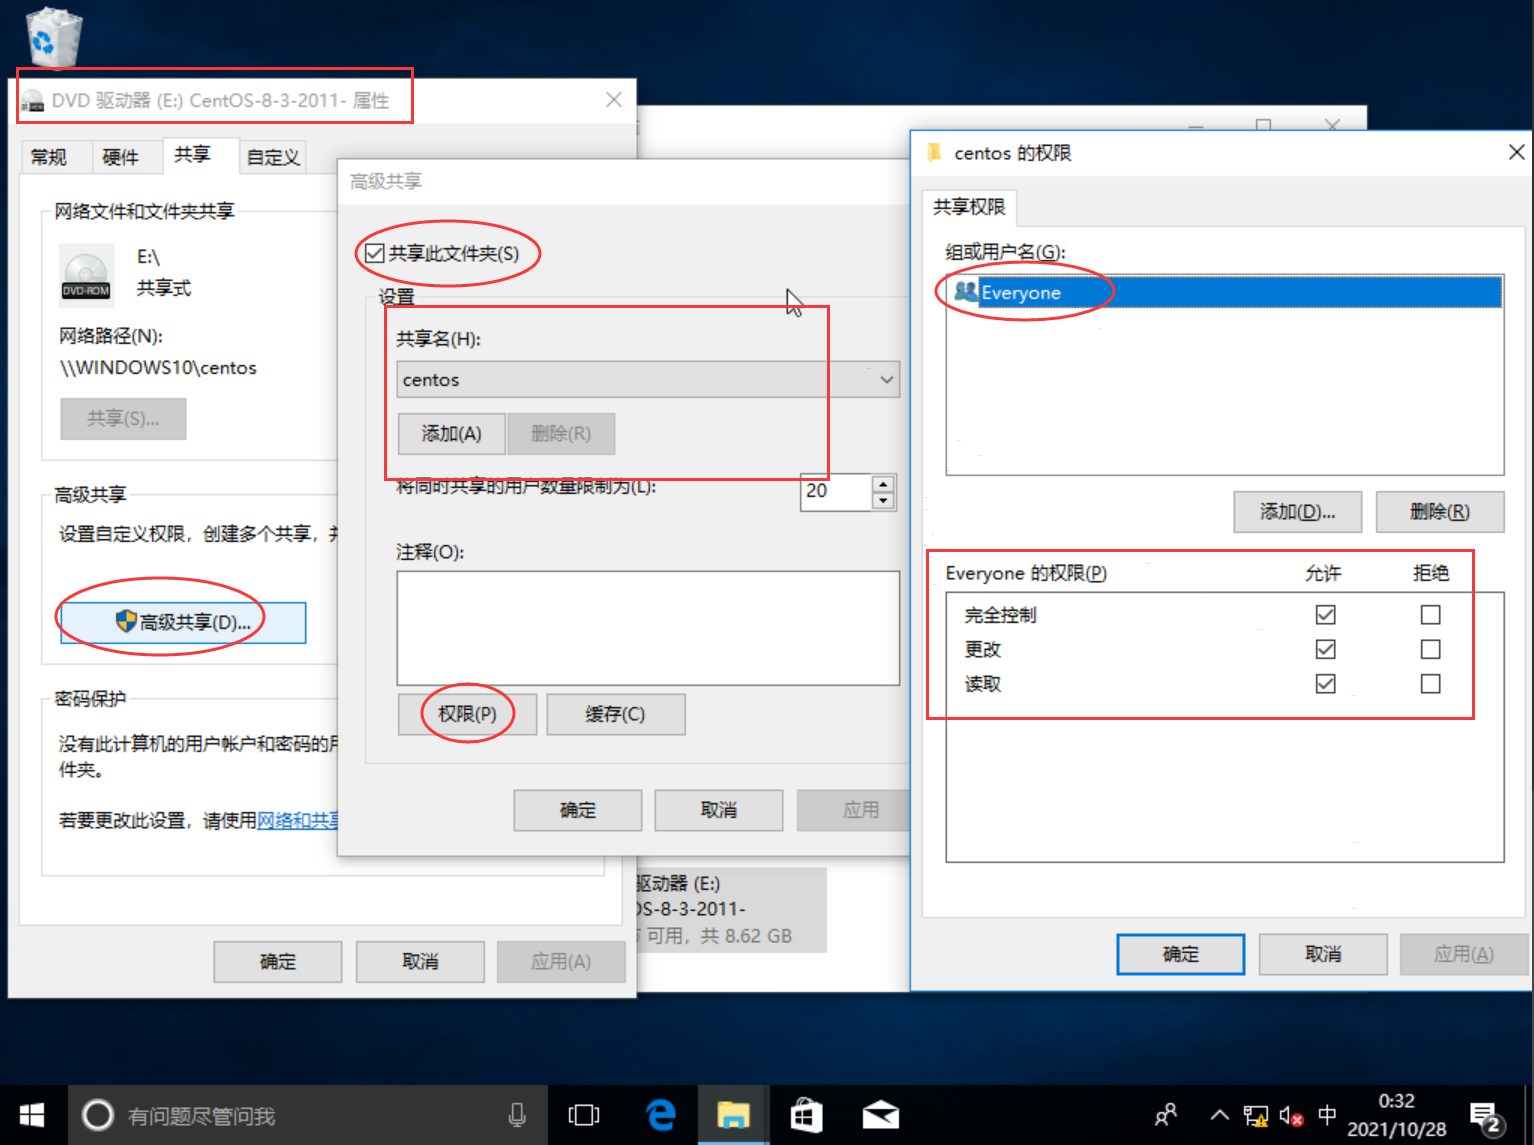 DVD 驱动器 (E:) CentOS-8-3-2011- 属性
常规
硬件
共享
自定义
网络文件和文件夹共享
DVD-ROM
E:\
共享式
网络路径(N):
\\WINDOWS10\centos
共享(S)...
高级共享
设置自定义权限，创建多个共享，
高级共享(D)...
密码保护
没有此计算机的用户帐户和密码的
件夹。
若要更改此设置，请使用网络和共
确定
取消
应用(A)
高级共享
共享此文件夹(S)
设置
共享名(H):
centos
添加(A)
删除(R)
将同时共享的用户数量限制为(L):
20
注释(O):
权限(P)
缓存(C)
确定
取消
应用
驱动器 (E:)
OS-8-3-2011-
可用，共 8.62 GB
centos 的权限
共享权限
组或用户名(G):
Everyone
添加(D)...
删除(R)
Everyone 的权限(P)
允许
拒绝
完全控制
更改
读取
确定
取消
应用(A)
有问题尽管问我
中
0:32
2021/10/28
2